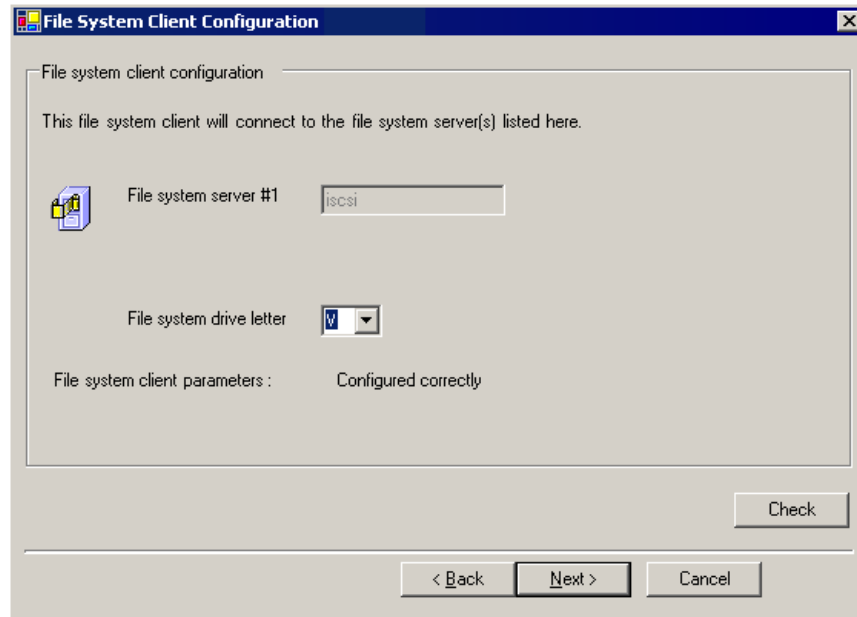 File System Client Configuration
File system client configuration
This file system client will connect to the file system server(s) listed here.
File system server #1
iscsi
File system drive letter
V
File system client parameters :
Configured correctly
Check
< Back
Next >
Cancel